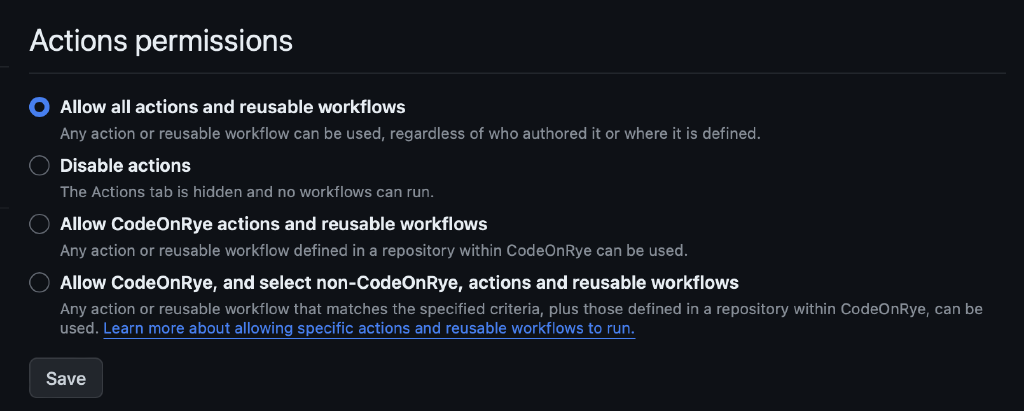 Actions permissions
Allow all actions and reusable workflows
Any action or reusable workflow can be used, regardless of who authored it or where it is defined.
Disable actions
The Actions tab is hidden and no workflows can run.
Allow CodeOnRye actions and reusable workflows
Any action or reusable workflow defined in a repository within CodeOnRye can be used.
Allow CodeOnRye, and select non-CodeOnRye, actions and reusable workflows
Any action or reusable workflow that matches the specified criteria, plus those defined in a repository within CodeOnRye, can be
used. Learn more about allowing specific actions and reusable workflows to run.
Save